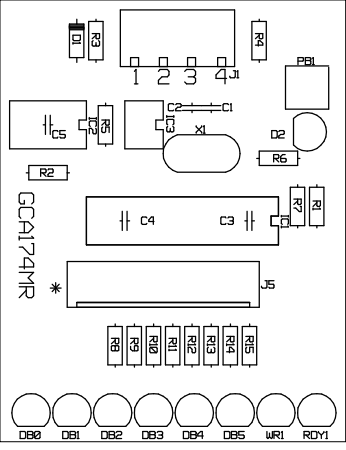 D1 R3 R4
1 2 3 4 J1
PB1
C2 C1
C5 IC2 R5 IC3 X1 D2
R6
R2
R7 R1
C4 C3 IC1
GCA174MR
* J5
R8 R9 R10 R11 R12 R13 R14 R15
DB0 DB1 DB2 DB3 DB4 DB5 WR1 RDY1